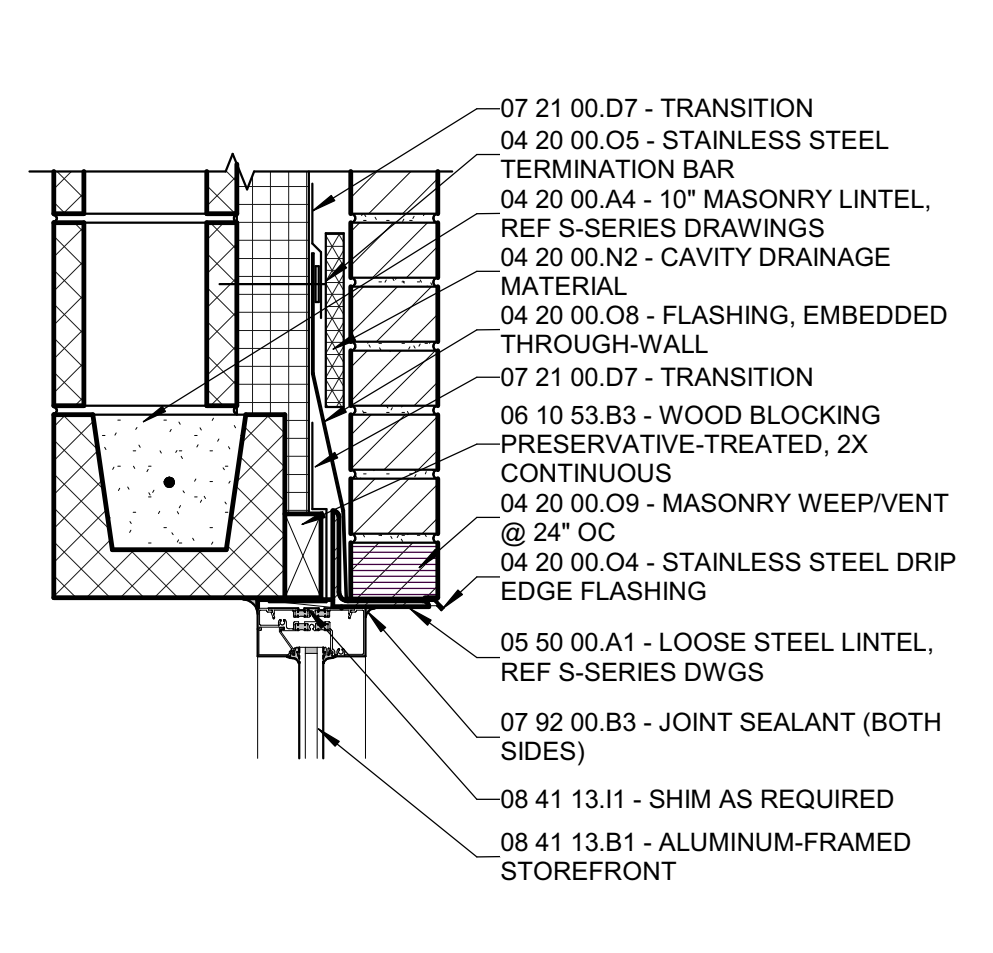 07 21 00.D7 - TRANSITION
04 20 00.O5 - STAINLESS STEEL
TERMINATION BAR
04 20 00.A4 - 10" MASONRY LINTEL,
REF S-SERIES DRAWINGS
04 20 00.N2 - CAVITY DRAINAGE
MATERIAL
04 20 00.O8 - FLASHING, EMBEDDED
THROUGH-WALL
07 21 00.D7 - TRANSITION
06 10 53.B3 - WOOD BLOCKING
PRESERVATIVE-TREATED, 2X
CONTINUOUS
04 20 00.O9 - MASONRY WEEP/VENT
@ 24" OC
04 20 00.O4 - STAINLESS STEEL DRIP
EDGE FLASHING
05 50 00.A1 - LOOSE STEEL LINTEL,
REF S-SERIES DWGS
07 92 00.B3 - JOINT SEALANT (BOTH
SIDES)
08 41 13.I1 - SHIM AS REQUIRED
08 41 13.B1 - ALUMINUM-FRAMED
STOREFRONT